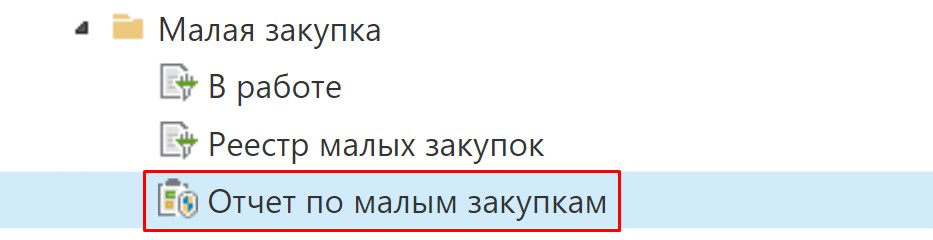 Малая закупка
В работе
Реестр малых закупок
Отчет по малым закупкам